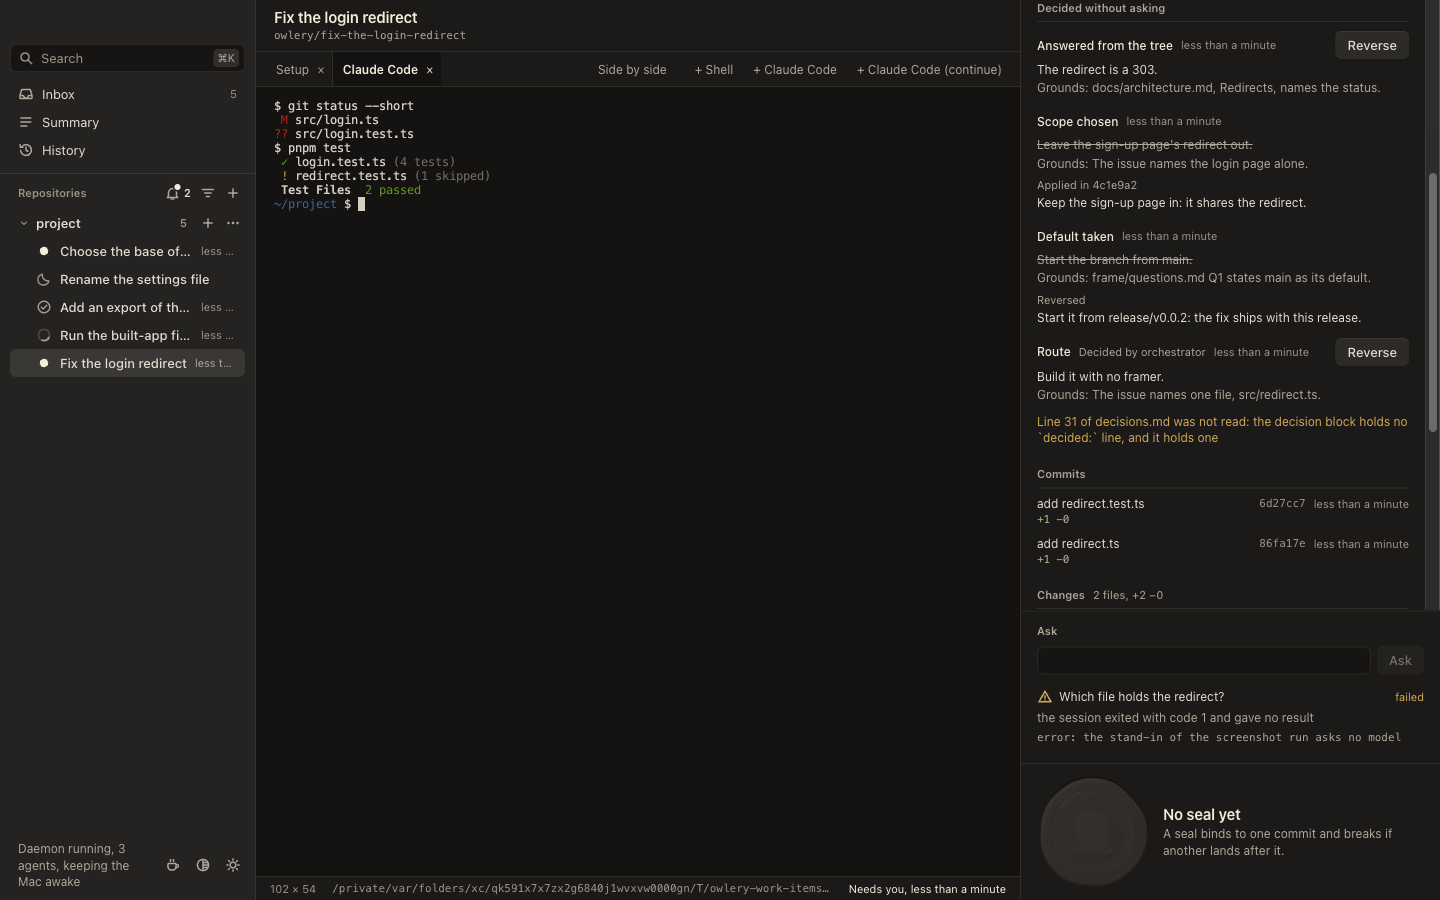 Search ⌘K
Inbox 5
Summary
History
Repositories 2
project 5
Choose the base of... less ...
Rename the settings file
Add an export of th... less ...
Run the built-app fi... less ...
Fix the login redirect less t...
Daemon running, 3
agents, keeping the
Mac awake
Fix the login redirect
owlery/fix-the-login-redirect
Setup × Claude Code × Side by side + Shell + Claude Code + Claude Code (continue)
$ git status --short
M src/login.ts
?? src/login.test.ts
$ pnpm test
✓ login.test.ts (4 tests)
! redirect.test.ts (1 skipped)
Test Files 2 passed
~/project $
102 × 54 /private/var/folders/xc/qk591x7x7zx2g6840j1wvxvw0000gn/T/owlery-work-items… Needs you, less than a minute
Decided without asking
Answered from the tree less than a minute Reverse
The redirect is a 303.
Grounds: docs/architecture.md, Redirects, names the status.
Scope chosen less than a minute
Leave the sign-up page's redirect out.
Grounds: The issue names the login page alone.
Applied in 4c1e9a2
Keep the sign-up page in: it shares the redirect.
Default taken less than a minute
Start the branch from main.
Grounds: frame/questions.md Q1 states main as its default.
Reversed
Start it from release/v0.0.2: the fix ships with this release.
Route Decided by orchestrator less than a minute Reverse
Build it with no framer.
Grounds: The issue names one file, src/redirect.ts.
Line 31 of decisions.md was not read: the decision block holds no
`decided:` line, and it holds one
Commits
add redirect.test.ts 6d27cc7 less than a minute
+1 −0
add redirect.ts 86fa17e less than a minute
+1 −0
Changes 2 files, +2 −0
Ask
Ask
Which file holds the redirect? failed
the session exited with code 1 and gave no result
error: the stand-in of the screenshot run asks no model
No seal yet
A seal binds to one commit and breaks if
another lands after it.